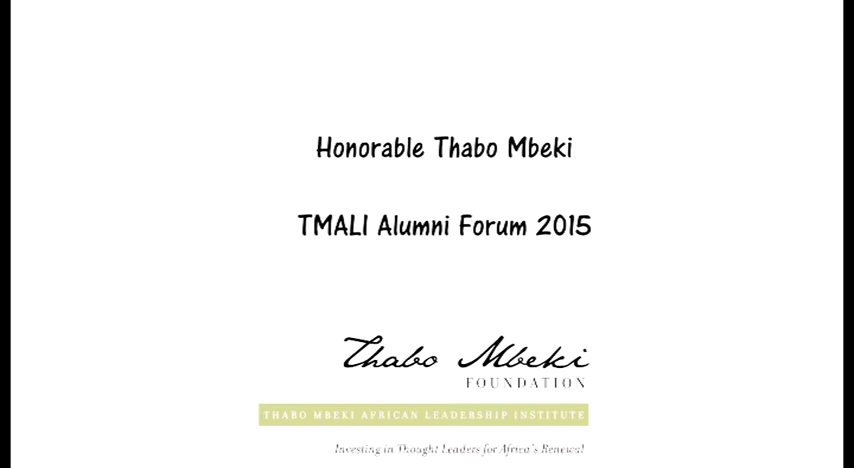 Honorable Thabo Mbeki
TMALI Alumni Forum 2015
Thabo Mbeki
FOUNDATION
THABO MBEKI AFRICAN LEADERSHIP INSTITUTE
Investing in Thought Leaders for Africa's Renewal